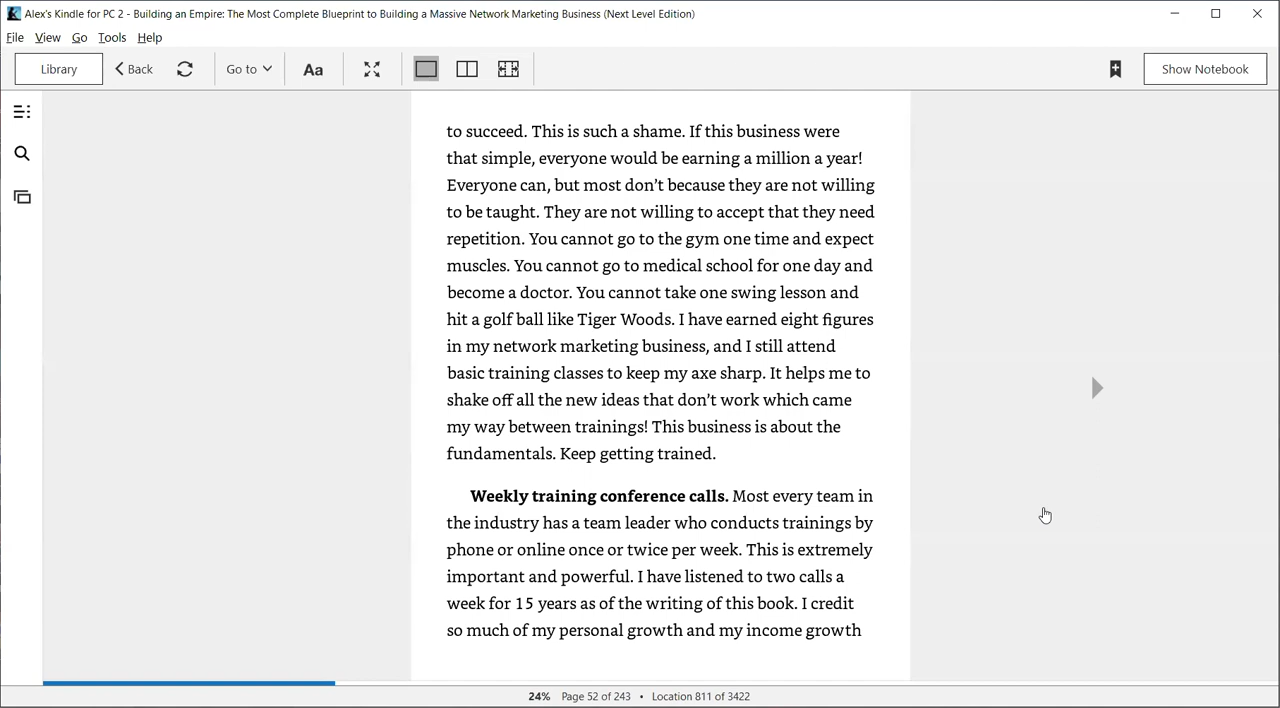 Alex's Kindle for PC 2 - Building an Empire: The Most Complete Blueprint to Building a Massive Network Marketing Business (Next Level Edition)
File View Go Tools Help
Library Back Go to Aa Show Notebook
to succeed. This is such a shame. If this business were
that simple, everyone would be earning a million a year!
Everyone can, but most don’t because they are not willing
to be taught. They are not willing to accept that they need
repetition. You cannot go to the gym one time and expect
muscles. You cannot go to medical school for one day and
become a doctor. You cannot take one swing lesson and
hit a golf ball like Tiger Woods. I have earned eight figures
in my network marketing business, and I still attend
basic training classes to keep my axe sharp. It helps me to
shake off all the new ideas that don’t work which came
my way between trainings! This business is about the
fundamentals. Keep getting trained.
Weekly training conference calls. Most every team in
the industry has a team leader who conducts trainings by
phone or online once or twice per week. This is extremely
important and powerful. I have listened to two calls a
week for 15 years as of the writing of this book. I credit
so much of my personal growth and my income growth
24% Page 52 of 243 • Location 811 of 3422